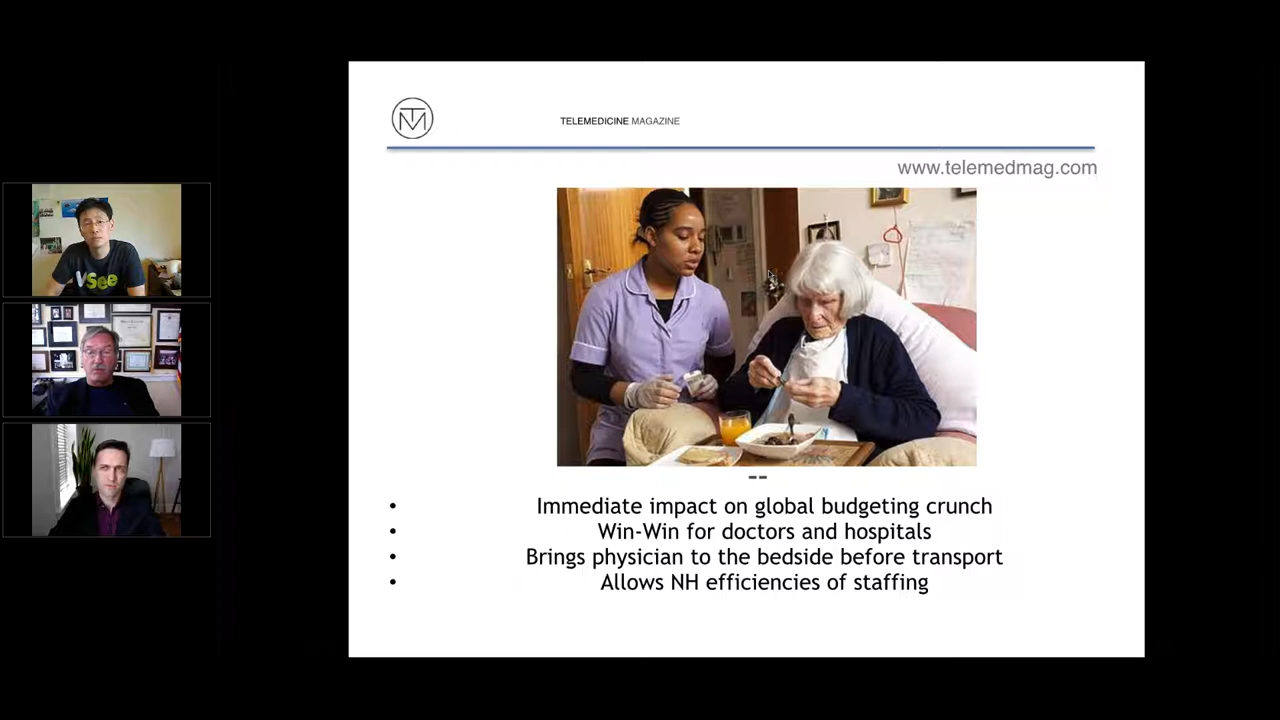 TELEMEDICINE MAGAZINE
www.telemedmag.com
--
• Immediate impact on global budgeting crunch
• Win-Win for doctors and hospitals
• Brings physician to the bedside before transport
• Allows NH efficiencies of staffing
VSee